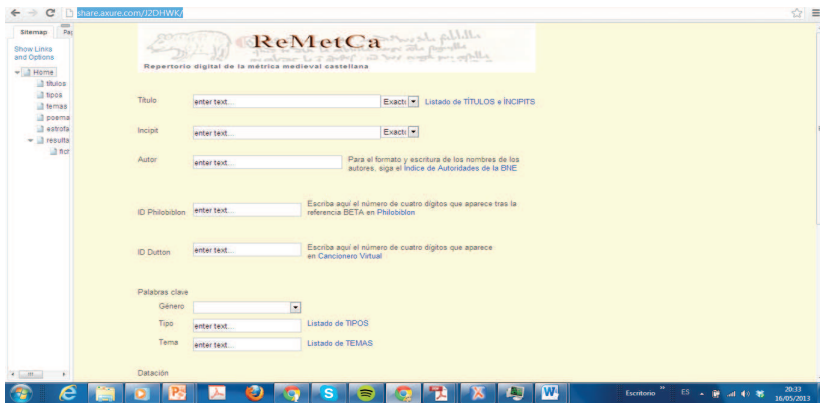 share.axure.com/J2DHWK/
Sitemap
Show Links
and Options
Home
títulos
tipos
temas
poema
estrofa
resulta
ReMetCa
Repertorio digital de la métrica medieval castellana
Título enter text... Exacta Listado de TÍTULOS e ÍNCIPITS
Incipit enter text... Exacta
Autor enter text... Para el formato y escritura de los nombres de los
autores, siga el Índice de Autoridades de la BNE
ID Philobiblon enter text... Escriba aquí el número de cuatro dígitos que aparece tras la
referencia BETA en Philobiblon
ID Dutton enter text... Escriba aquí el número de cuatro dígitos que aparece
en Cancionero Virtual
Palabras clave
Género
Tipo enter text... Listado de TIPOS
Tema enter text... Listado de TEMAS
Datación
Escritorio ES 20:33
16/05/2013